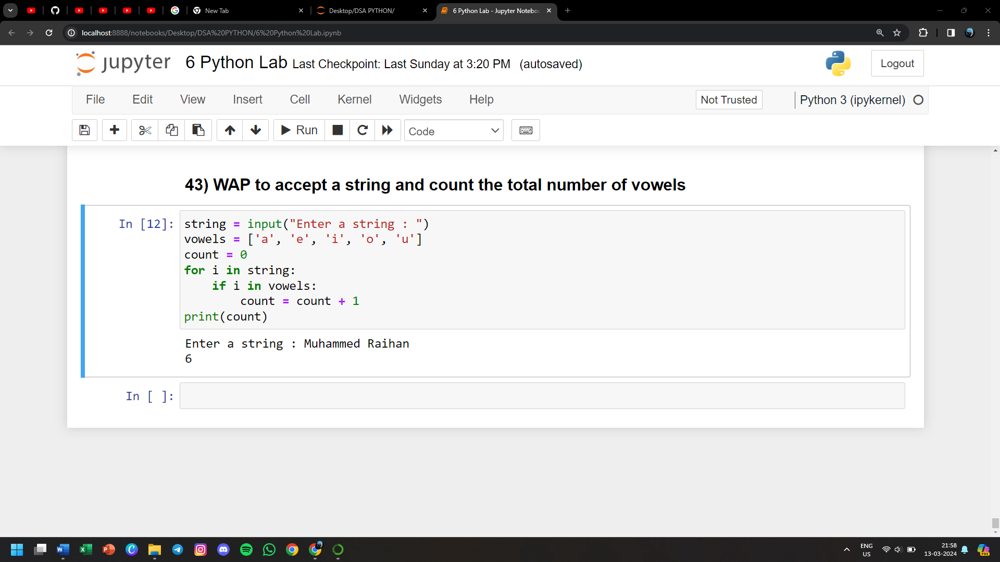 New Tab
Desktop/DSA PYTHON/
6 Python Lab - Jupyter Notebo
localhost:8888/notebooks/Desktop/DSA%20PYTHON/6%20Python%20Lab.ipynb
jupyter 6 Python Lab Last Checkpoint: Last Sunday at 3:20 PM (autosaved)
Logout
File Edit View Insert Cell Kernel Widgets Help
Not Trusted
Python 3 (ipykernel)
Run
Code
43) WAP to accept a string and count the total number of vowels
In [12]:
string = input("Enter a string : ")
vowels = ['a', 'e', 'i', 'o', 'u']
count = 0
for i in string:
    if i in vowels:
        count = count + 1
print(count)
Enter a string : Muhammed Raihan
6
In [ ]:
W
X
P
C
ENG
US
21:58
13-03-2024
PRE